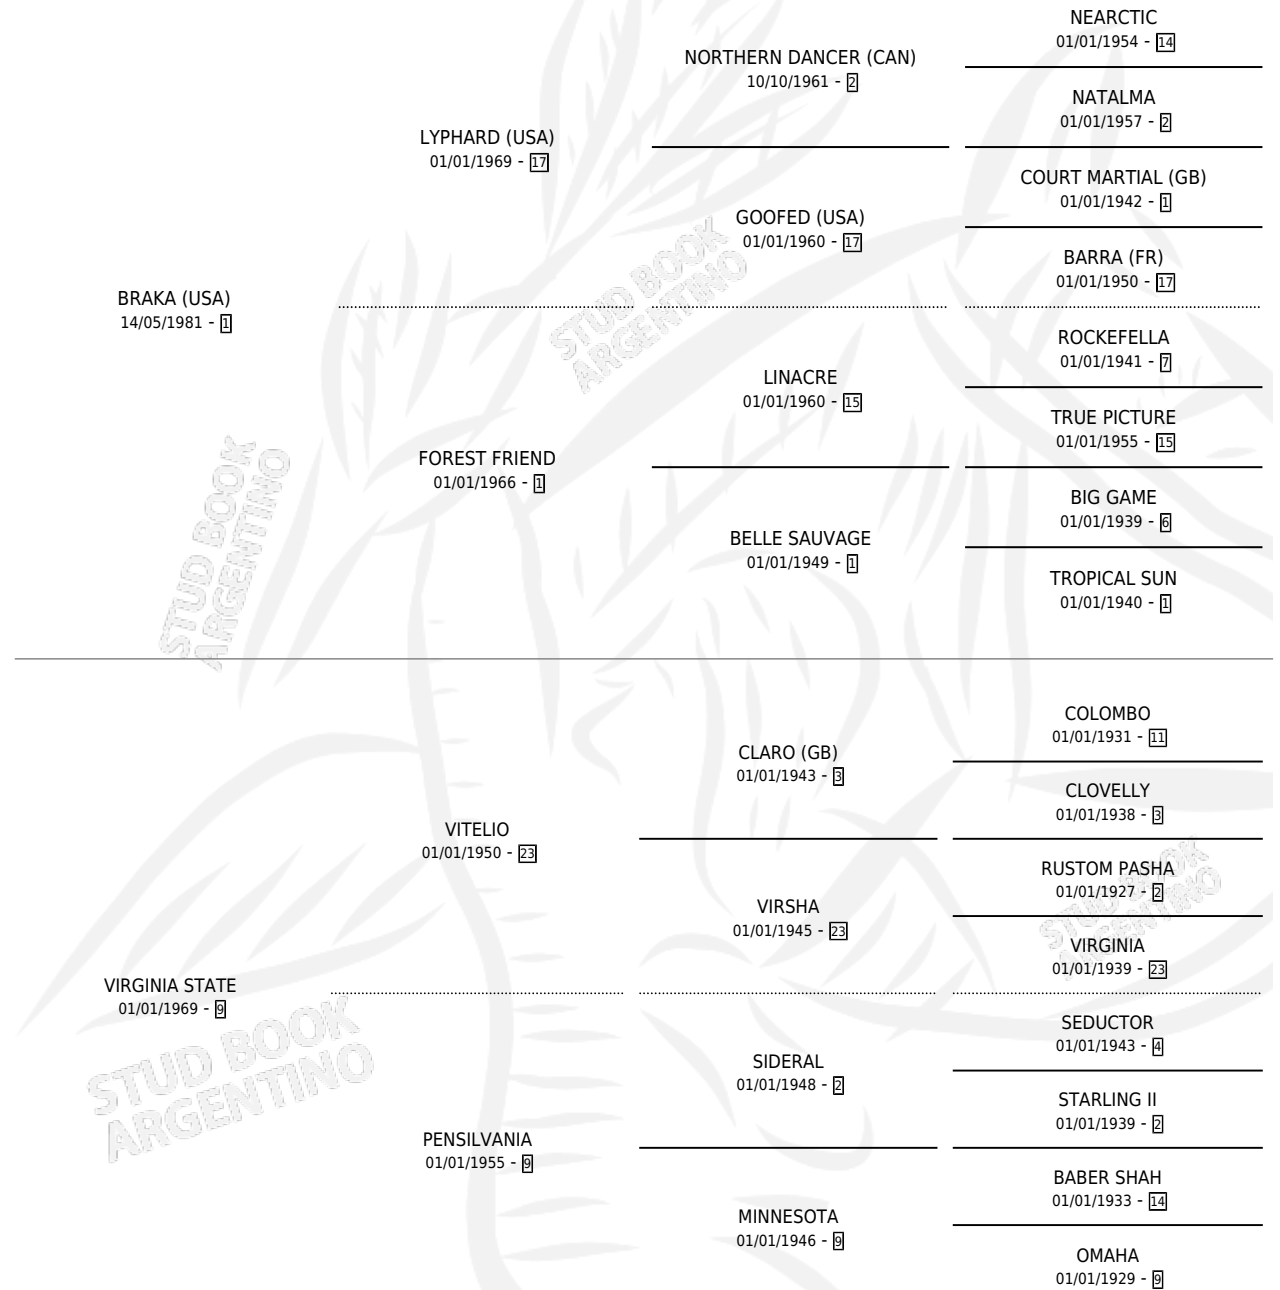 NEARCTIC
01/01/1954 - 14
NORTHERN DANCER (CAN)
10/10/1961 - 2
NATALMA
01/01/1957 - 2
LYPHARD (USA)
01/01/1969 - 17
COURT MARTIAL (GB)
01/01/1942 - 1
GOOFED (USA)
01/01/1960 - 17
BARRA (FR)
01/01/1950 - 17
BRAKA (USA)
14/05/1981 - 1
STUD BOOK
ARGENTINO
ROCKEFELLA
01/01/1941 - 7
LINACRE
01/01/1960 - 15
TRUE PICTURE
01/01/1955 - 15
FOREST FRIEND
01/01/1966 - 1
BIG GAME
01/01/1939 - 6
BELLE SAUVAGE
01/01/1949 - 1
TROPICAL SUN
01/01/1940 - 1
STUD BOOK
ARGENTINO
COLOMBO
01/01/1931 - 11
CLARO (GB)
01/01/1943 - 3
CLOVELLY
01/01/1938 - 3
VITELIO
01/01/1950 - 23
RUSTOM PASHA
01/01/1927 - 2
VIRSHA
01/01/1945 - 23
STUD BOOK
ARGENTINO
VIRGINIA
01/01/1939 - 23
VIRGINIA STATE
01/01/1969 - 9
STUD BOOK
ARGENTINO
SEDUCTOR
01/01/1943 - 4
SIDERAL
01/01/1948 - 2
STARLING II
01/01/1939 - 2
PENSILVANIA
01/01/1955 - 9
BABER SHAH
01/01/1933 - 14
MINNESOTA
01/01/1946 - 9
OMAHA
01/01/1929 - 9